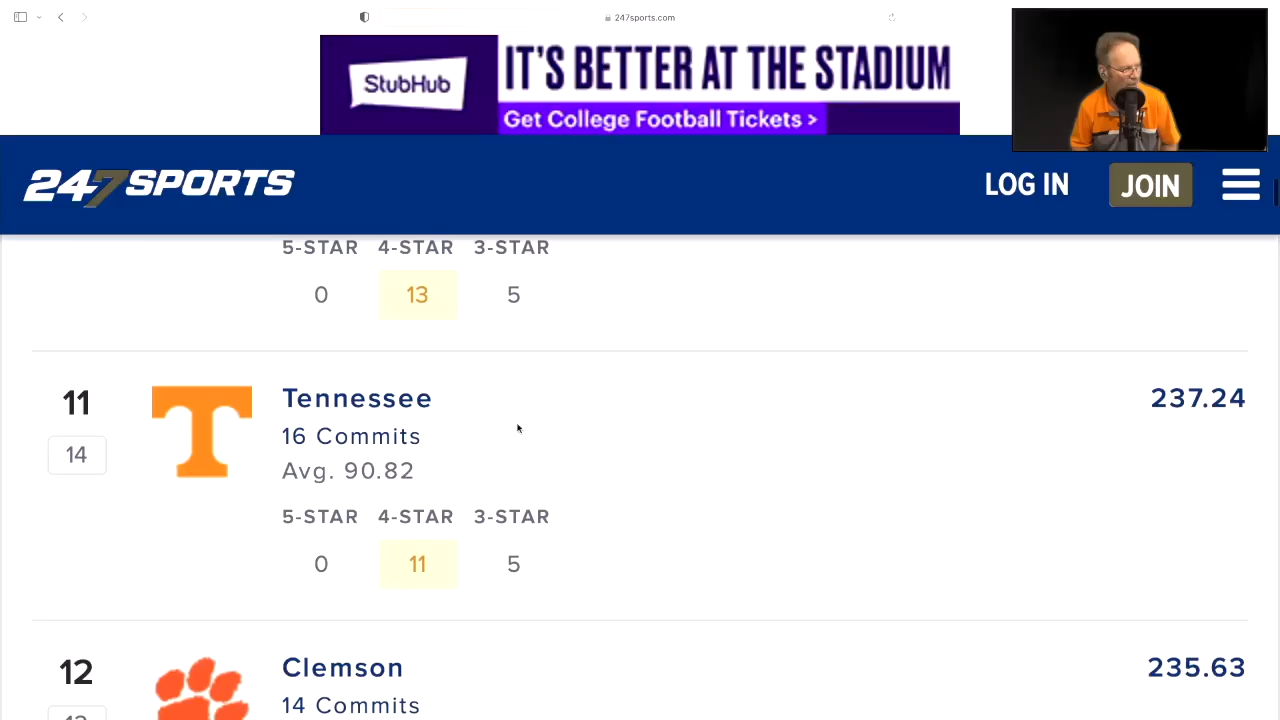 247sports.com
StubHub
IT'S BETTER AT THE STADIUM
Get College Football Tickets >
247SPORTS
LOG IN
JOIN
5-STAR 4-STAR 3-STAR
0 13 5
11
Tennessee
237.24
14
16 Commits
Avg. 90.82
5-STAR 4-STAR 3-STAR
0 11 5
12
Clemson
235.63
14 Commits